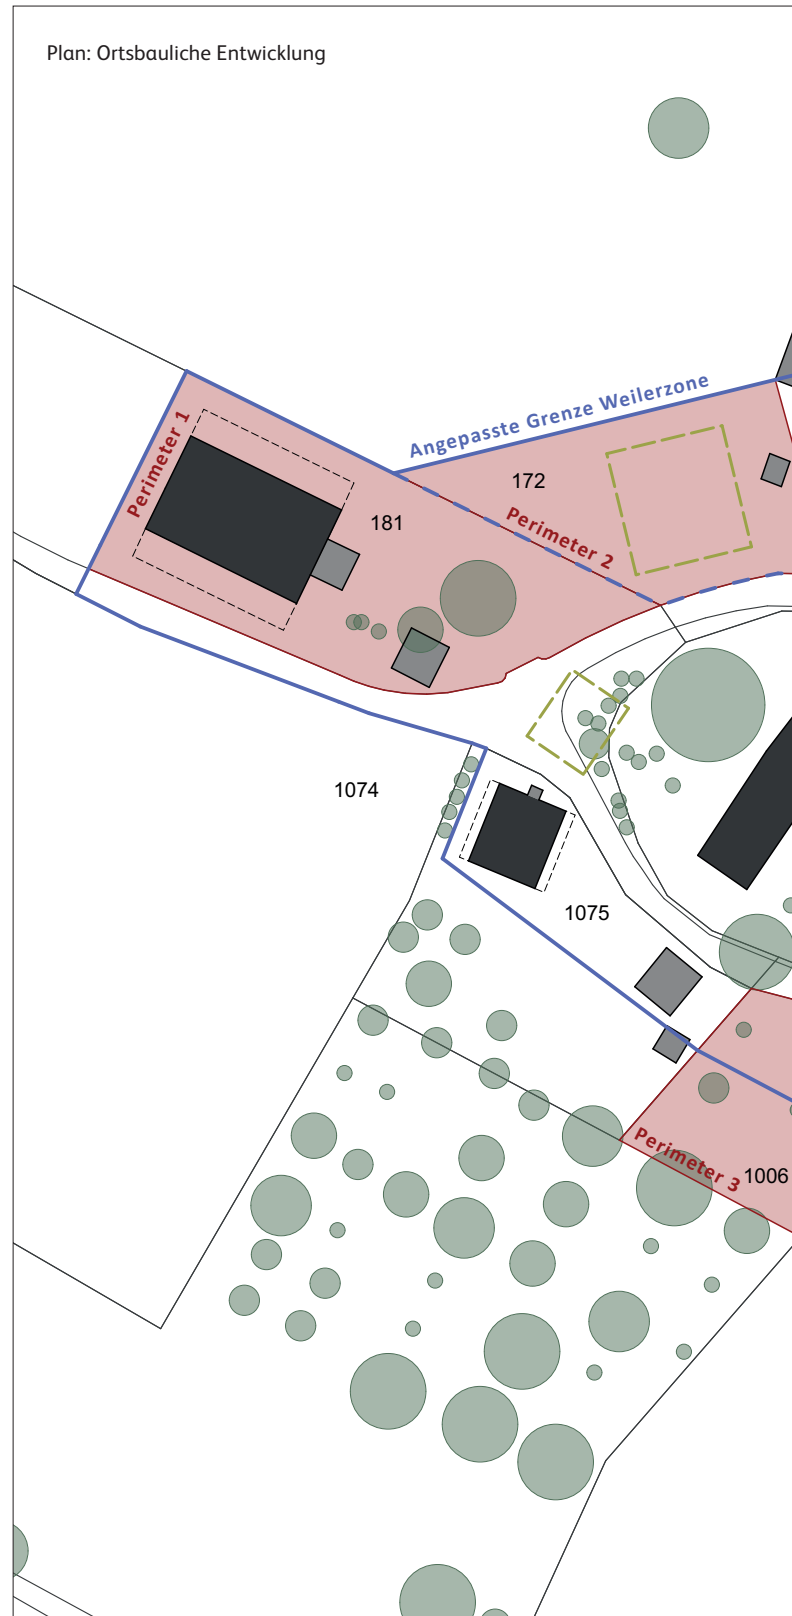 Plan: Ortsbauliche Entwicklung
Angepasste Grenze Weilerzone
Perimeter 1
172
181
Perimeter 2
1074
1075
Perimeter 3
1006